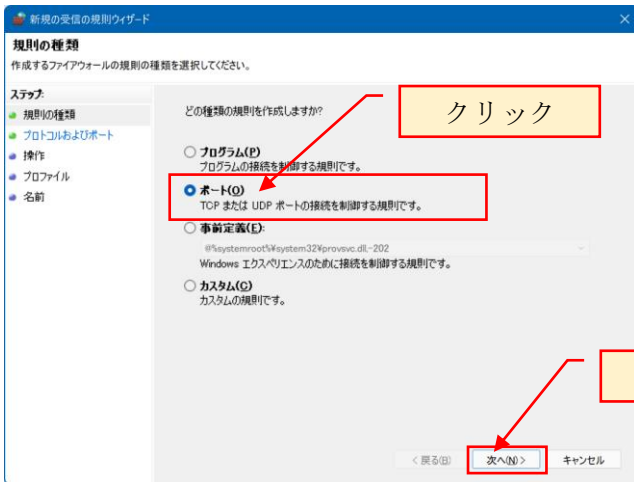 新規の受信の規則ウィザード
規則の種類
作成するファイアウォールの規則の種類を選択してください。
ステップ:
規則の種類
プロトコルおよびポート
操作
プロファイル
名前
どの種類の規則を作成しますか?
クリック
プログラム(P)
プログラムの接続を制御する規則です。
ポート(O)
TCP または UDP ポートの接続を制御する規則です。
事前定義(E):
@%systemroot%¥system32¥provsvc.dll,-202
Windows エクスペリエンスのために接続を制御する規則です。
カスタム(C)
カスタムの規則です。
< 戻る(B)
次へ(N) >
キャンセル